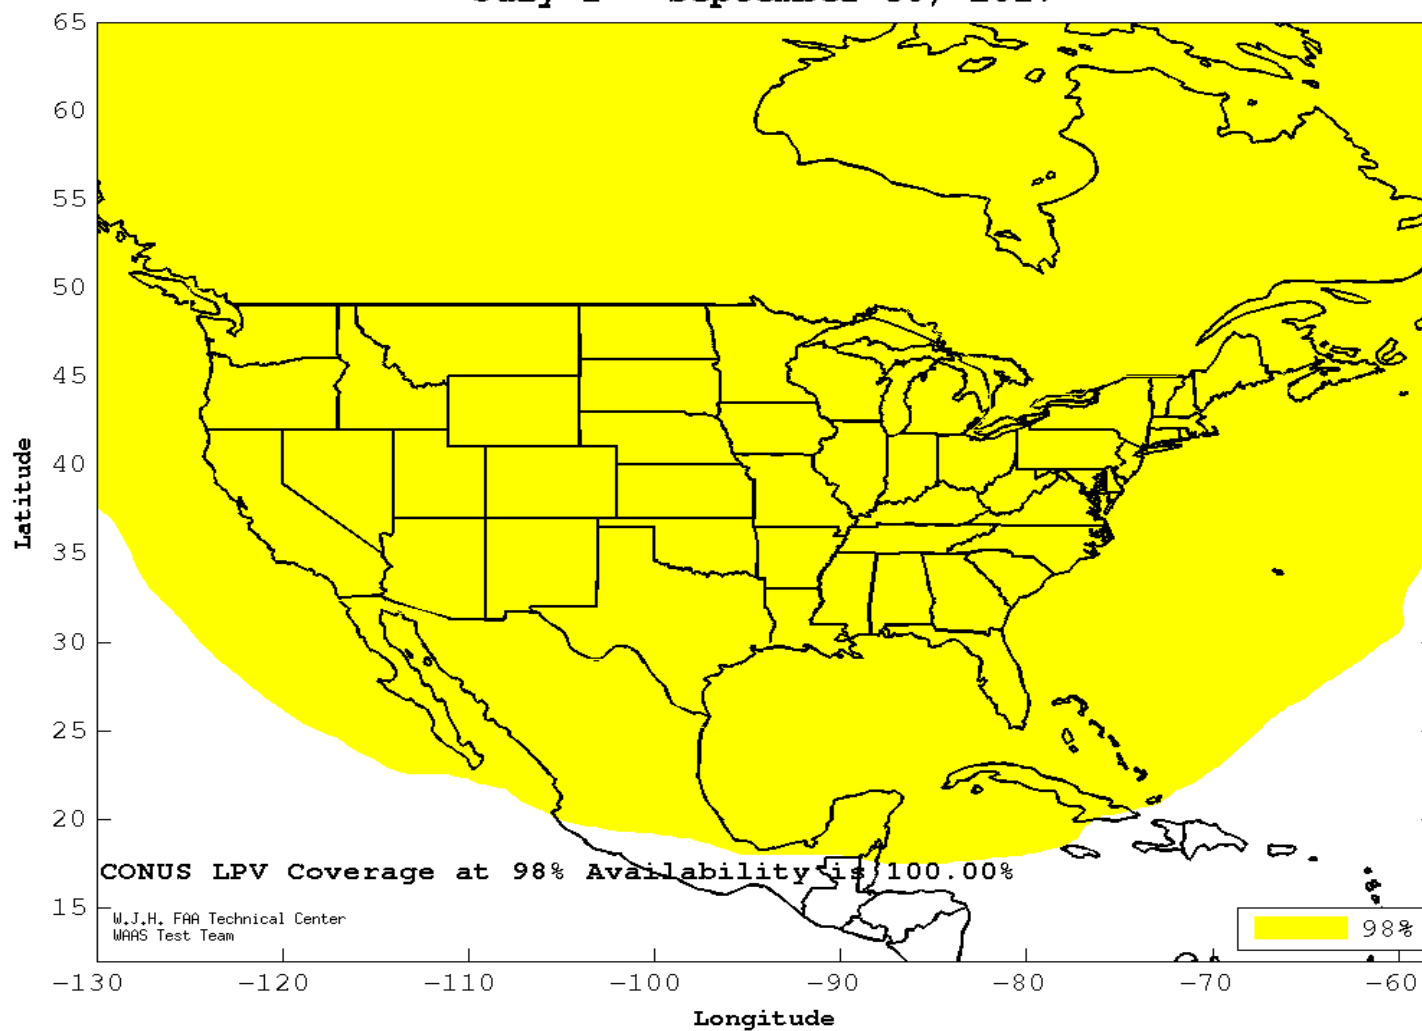 65
60
55
50
45
40
35
30
25
20
15
Latitude
CONUS LPV Coverage at 98% Availability is 100.00%
W.J.H. FAA Technical Center
WAAS Test Team
98%
-130 -120 -110 -100 -90 -80 -70 -60
Longitude